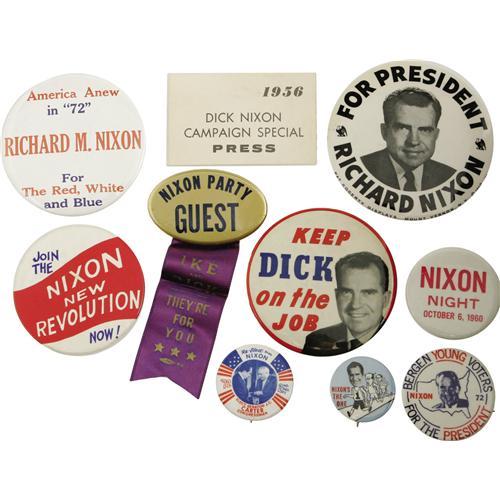 America Anew
in "72"
RICHARD M. NIXON
For
The Red, White
and Blue
1956
DICK NIXON
CAMPAIGN SPECIAL
PRESS
FOR PRESIDENT
RICHARD NIXON
NIXON PARTY
GUEST
IKE
DICK
THEY'RE
FOR
YOU
JOIN
THE
NIXON
NEW
REVOLUTION
NOW!
KEEP
DICK
on the
JOB
NIXON
NIGHT
OCTOBER 6, 1960
Re-Elect
NIXON
CARTER
NIXON'S
THE
ONE
BERGEN YOUNG VOTERS
NIXON 72
FOR THE PRESIDENT